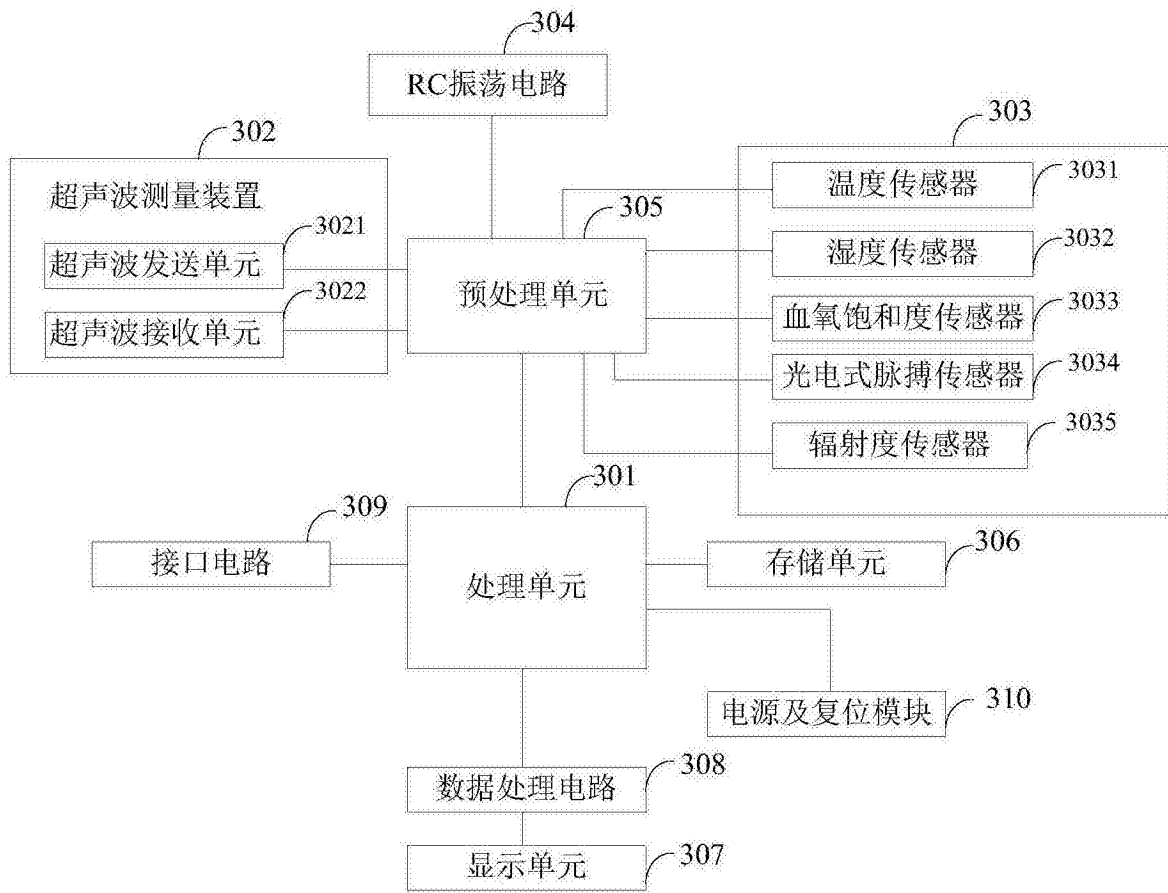 304
RC振荡电路
302
303
超声波测量装置
3021
超声波发送单元
3022
超声波接收单元
305
预处理单元
温度传感器
3031
湿度传感器
3032
血氧饱和度传感器
3033
光电式脉搏传感器
3034
辐射度传感器
3035
301
处理单元
309
接口电路
存储单元
306
电源及复位模块
310
数据处理电路
308
显示单元
307